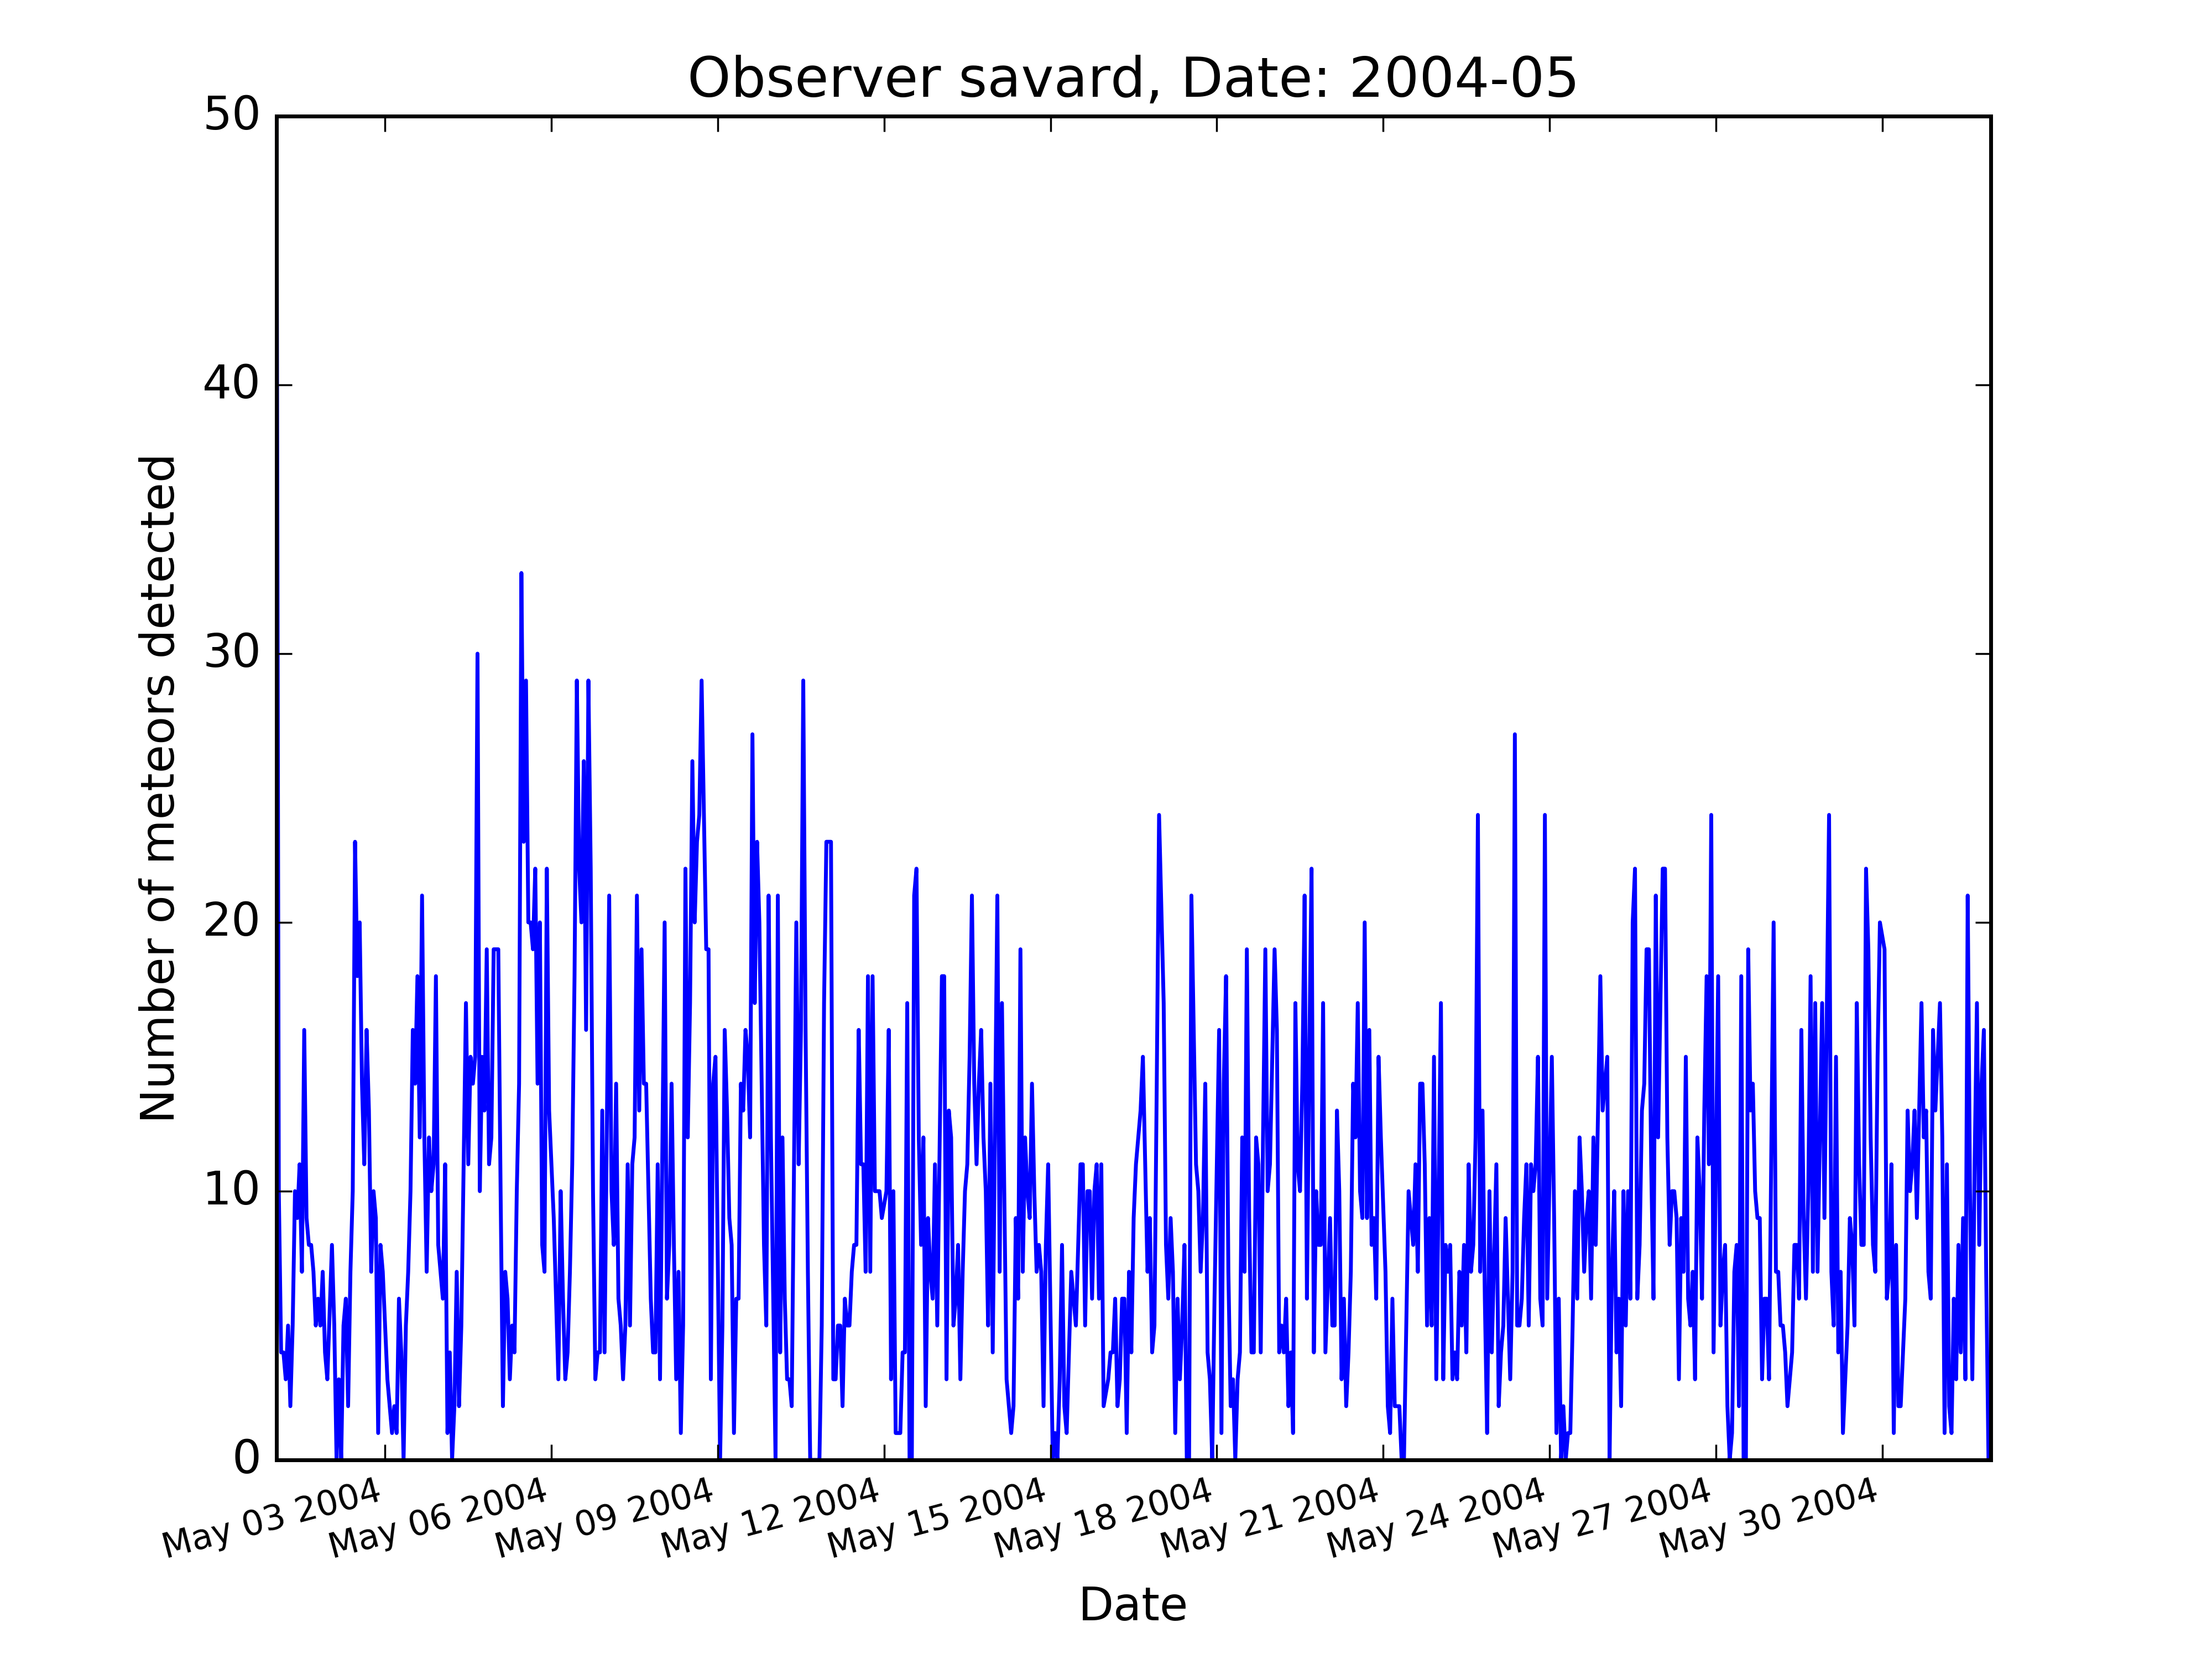 Observer savard, Date: 2004-05
50
40
30
20
10
0
Number of meteors detected
May 03 2004
May 06 2004
May 09 2004
May 12 2004
May 15 2004
May 18 2004
May 21 2004
May 24 2004
May 27 2004
May 30 2004
Date